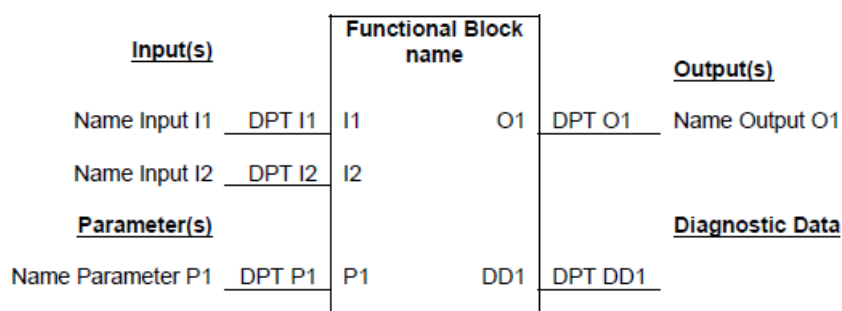 Functional Block
name
Input(s)
Output(s)
Name Input I1 DPT I1 I1 O1 DPT O1 Name Output O1
Name Input I2 DPT I2 I2
Parameter(s) Diagnostic Data
Name Parameter P1 DPT P1 P1 DD1 DPT DD1